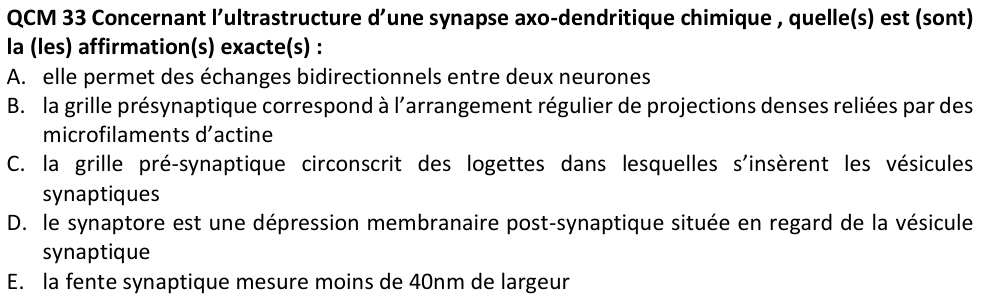 QCM 33 Concernant l’ultrastructure d’une synapse axo-dendritique chimique , quelle(s) est (sont)
la (les) affirmation(s) exacte(s) :
A. elle permet des échanges bidirectionnels entre deux neurones
B. la grille présynaptique correspond à l’arrangement régulier de projections denses reliées par des
microfilaments d’actine
C. la grille pré-synaptique circonscrit des logettes dans lesquelles s’insèrent les vésicules
synaptiques
D. le synaptore est une dépression membranaire post-synaptique située en regard de la vésicule
synaptique
E. la fente synaptique mesure moins de 40nm de largeur